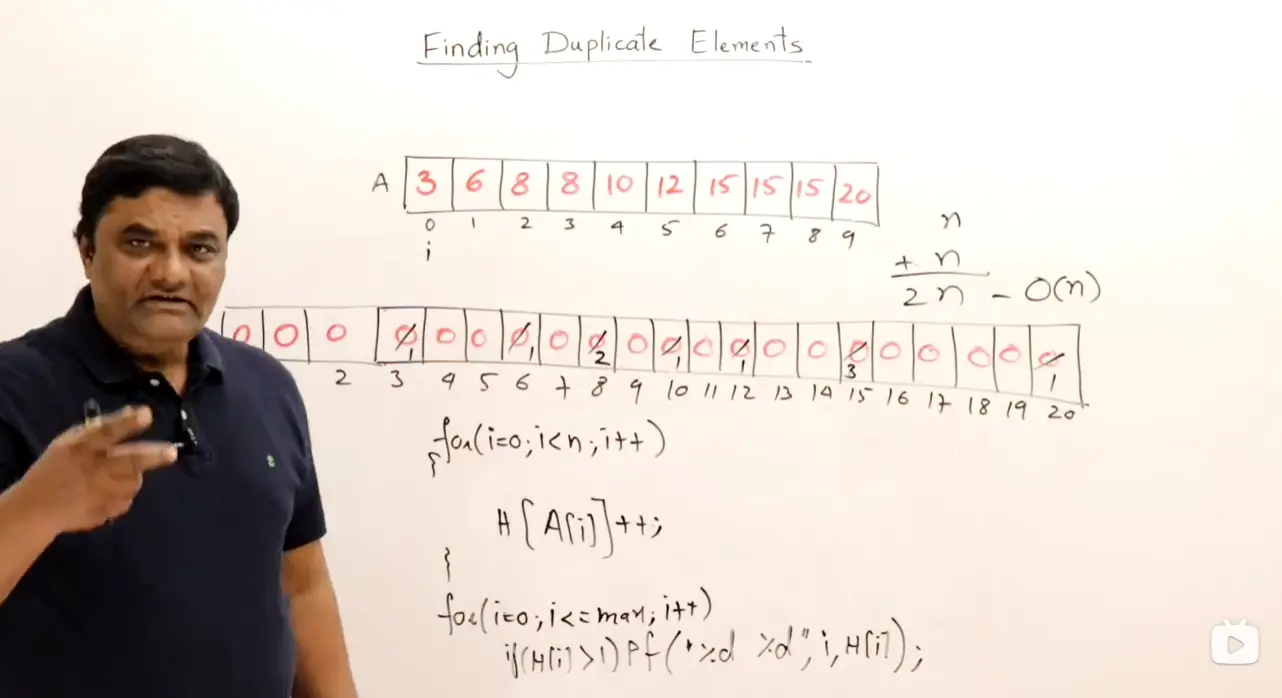 Finding Duplicate Elements
A 3 6 8 8 10 12 15 15 15 20
0 1 2 3 4 5 6 7 8 9
i
n
+ n
2n - O(n)
0 0 0 0 0 0 0 0 0 0 0 0 0 0 0 0 0 0 0 0 0
1 1 2 1 1 3 1
2 3 4 5 6 7 8 9 10 11 12 13 14 15 16 17 18 19 20
for(i=0;i<n;i++)
{
H[A[i]]++;
}
for(i=0;i<=max;i++)
if(H[i]>1)Pf("%d %d",i,H[i]);